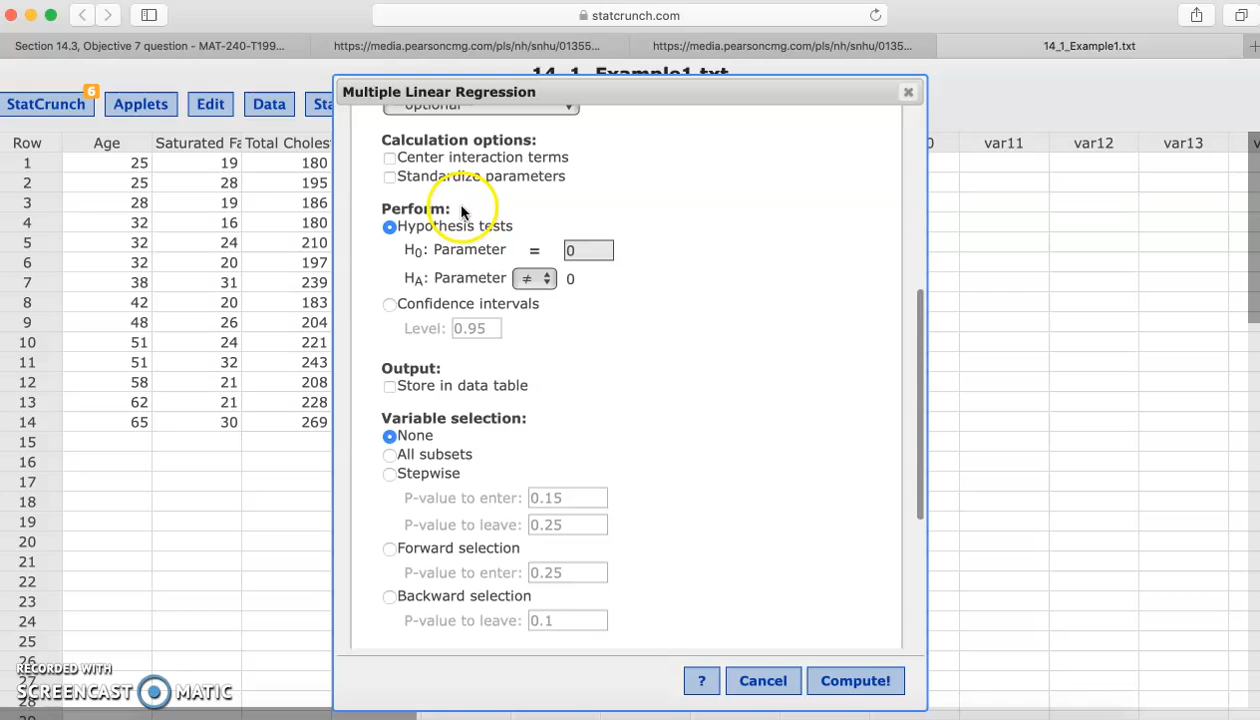 statcrunch.com
Section 14.3, Objective 7 question - MAT-240-T199...
https://media.pearsoncmg.com/pls/nh/snhu/01355...
https://media.pearsoncmg.com/pls/nh/snhu/0135...
14_1_Example1.txt
14_1_Example1.txt
StatCrunch 6 Applets Edit Data Sta
Multiple Linear Regression
optional
Row Age Saturated Fa Total Choles var11 var12 var13
1 25 19 180
2 25 28 195
3 28 19 186
4 32 16 180
5 32 24 210
6 32 20 197
7 38 31 239
8 42 20 183
9 48 26 204
10 51 24 221
11 51 32 243
12 58 21 208
13 62 21 228
14 65 30 269
15
16
17
18
19
20
21
22
23
24
25
26
27
28
Calculation options:
Center interaction terms
Standardize parameters
Perform:
Hypothesis tests
H0: Parameter = 0
HA: Parameter ≠ 0
Confidence intervals
Level: 0.95
Output:
Store in data table
Variable selection:
None
All subsets
Stepwise
P-value to enter: 0.15
P-value to leave: 0.25
Forward selection
P-value to enter: 0.25
Backward selection
P-value to leave: 0.1
? Cancel Compute!
RECORDED WITH
SCREENCAST MATIC